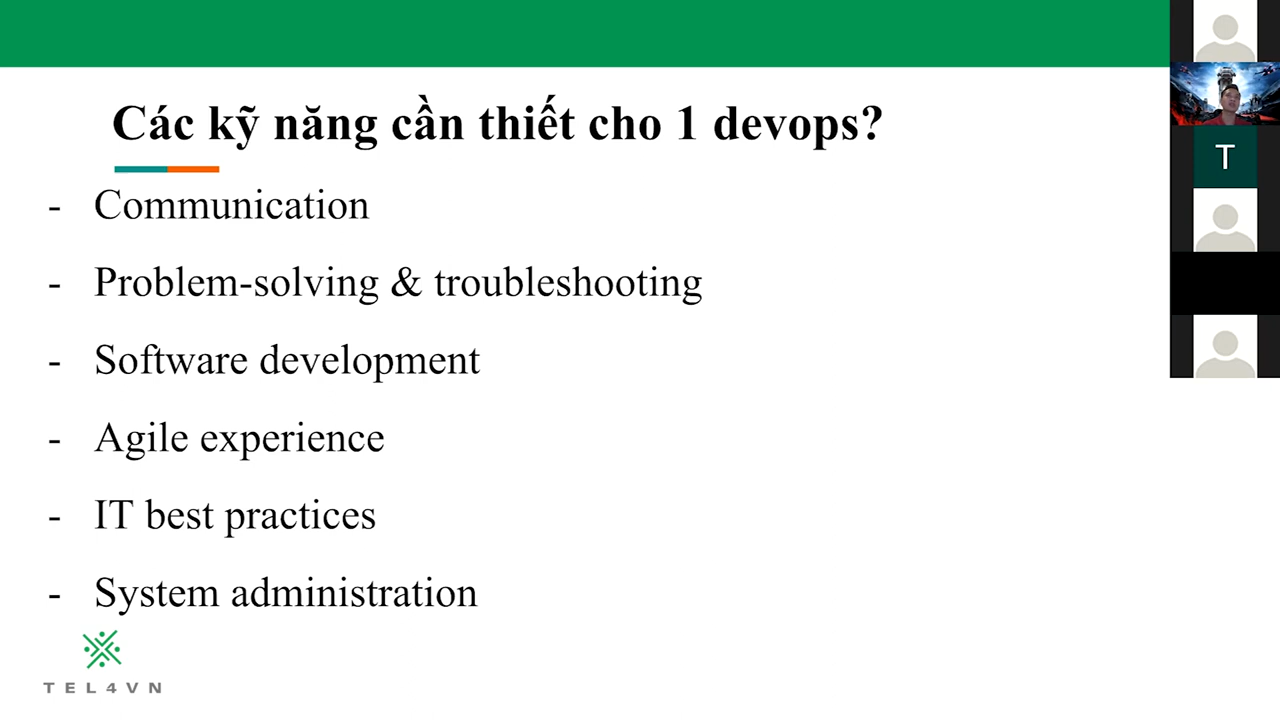 Các kỹ năng cần thiết cho 1 devops?
- Communication
- Problem-solving & troubleshooting
- Software development
- Agile experience
- IT best practices
- System administration
TEL4VN
T